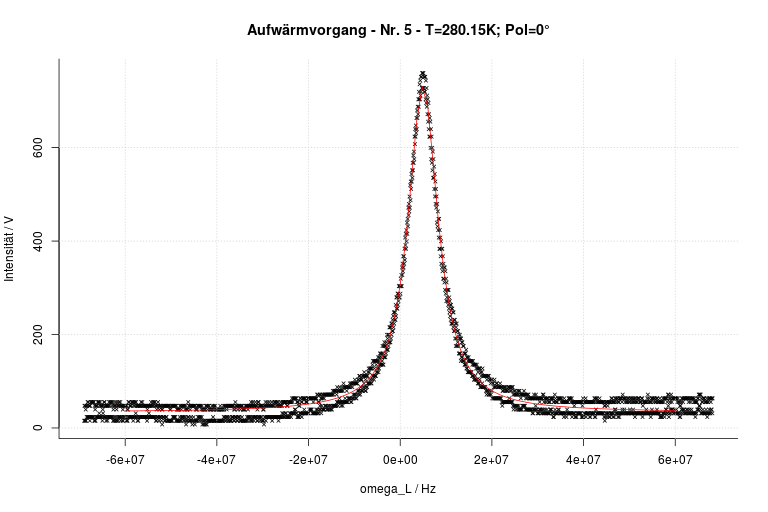 Aufwärmvorgang - Nr. 5 - T=280.15K; Pol=0°
Intensität / V
600
400
200
0
-6e+07 -4e+07 -2e+07 0e+00 2e+07 4e+07 6e+07
omega_L / Hz